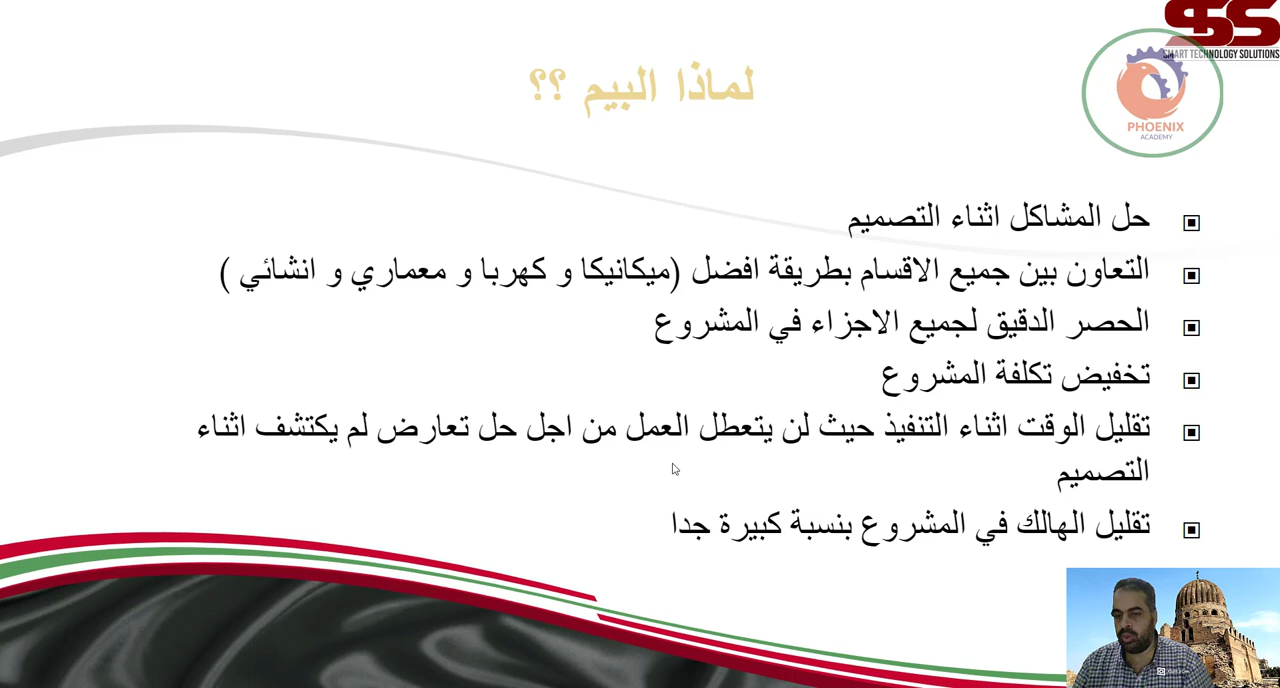 SMART TECHNOLOGY SOLUTIONS
PHOENIX
ACADEMY
لماذا البيم ؟؟
حل المشاكل اثناء التصميم
التعاون بين جميع الاقسام بطريقة افضل (ميكانيكا و كهربا و معماري و انشائي )
الحصر الدقيق لجميع الاجزاء في المشروع
تخفيض تكلفة المشروع
تقليل الوقت اثناء التنفيذ حيث لن يتعطل العمل من اجل حل تعارض لم يكتشف اثناء
التصميم
تقليل الهالك في المشروع بنسبة كبيرة جدا